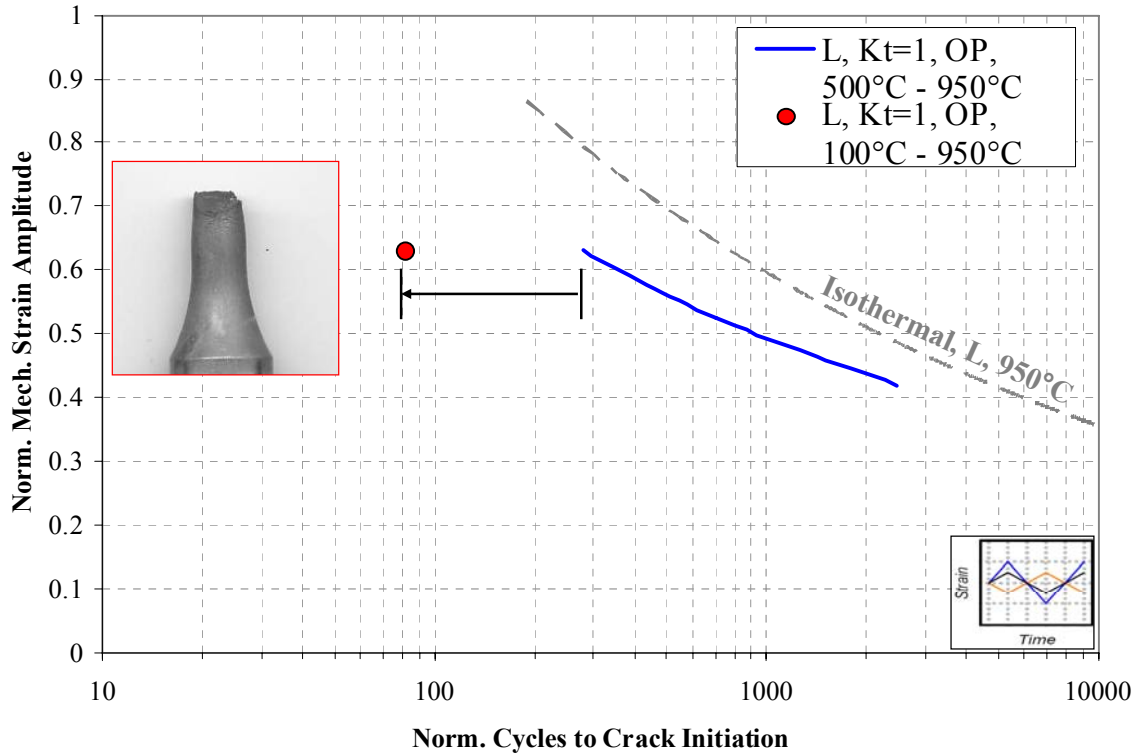 1
0.9
0.8
0.7
0.6
0.5
0.4
0.3
0.2
0.1
0
Norm. Mech. Strain Amplitude
L, Kt=1, OP,
500°C - 950°C
L, Kt=1, OP,
100°C - 950°C
Isothermal, L, 950°C
Strain
Time
10
100
1000
10000
Norm. Cycles to Crack Initiation